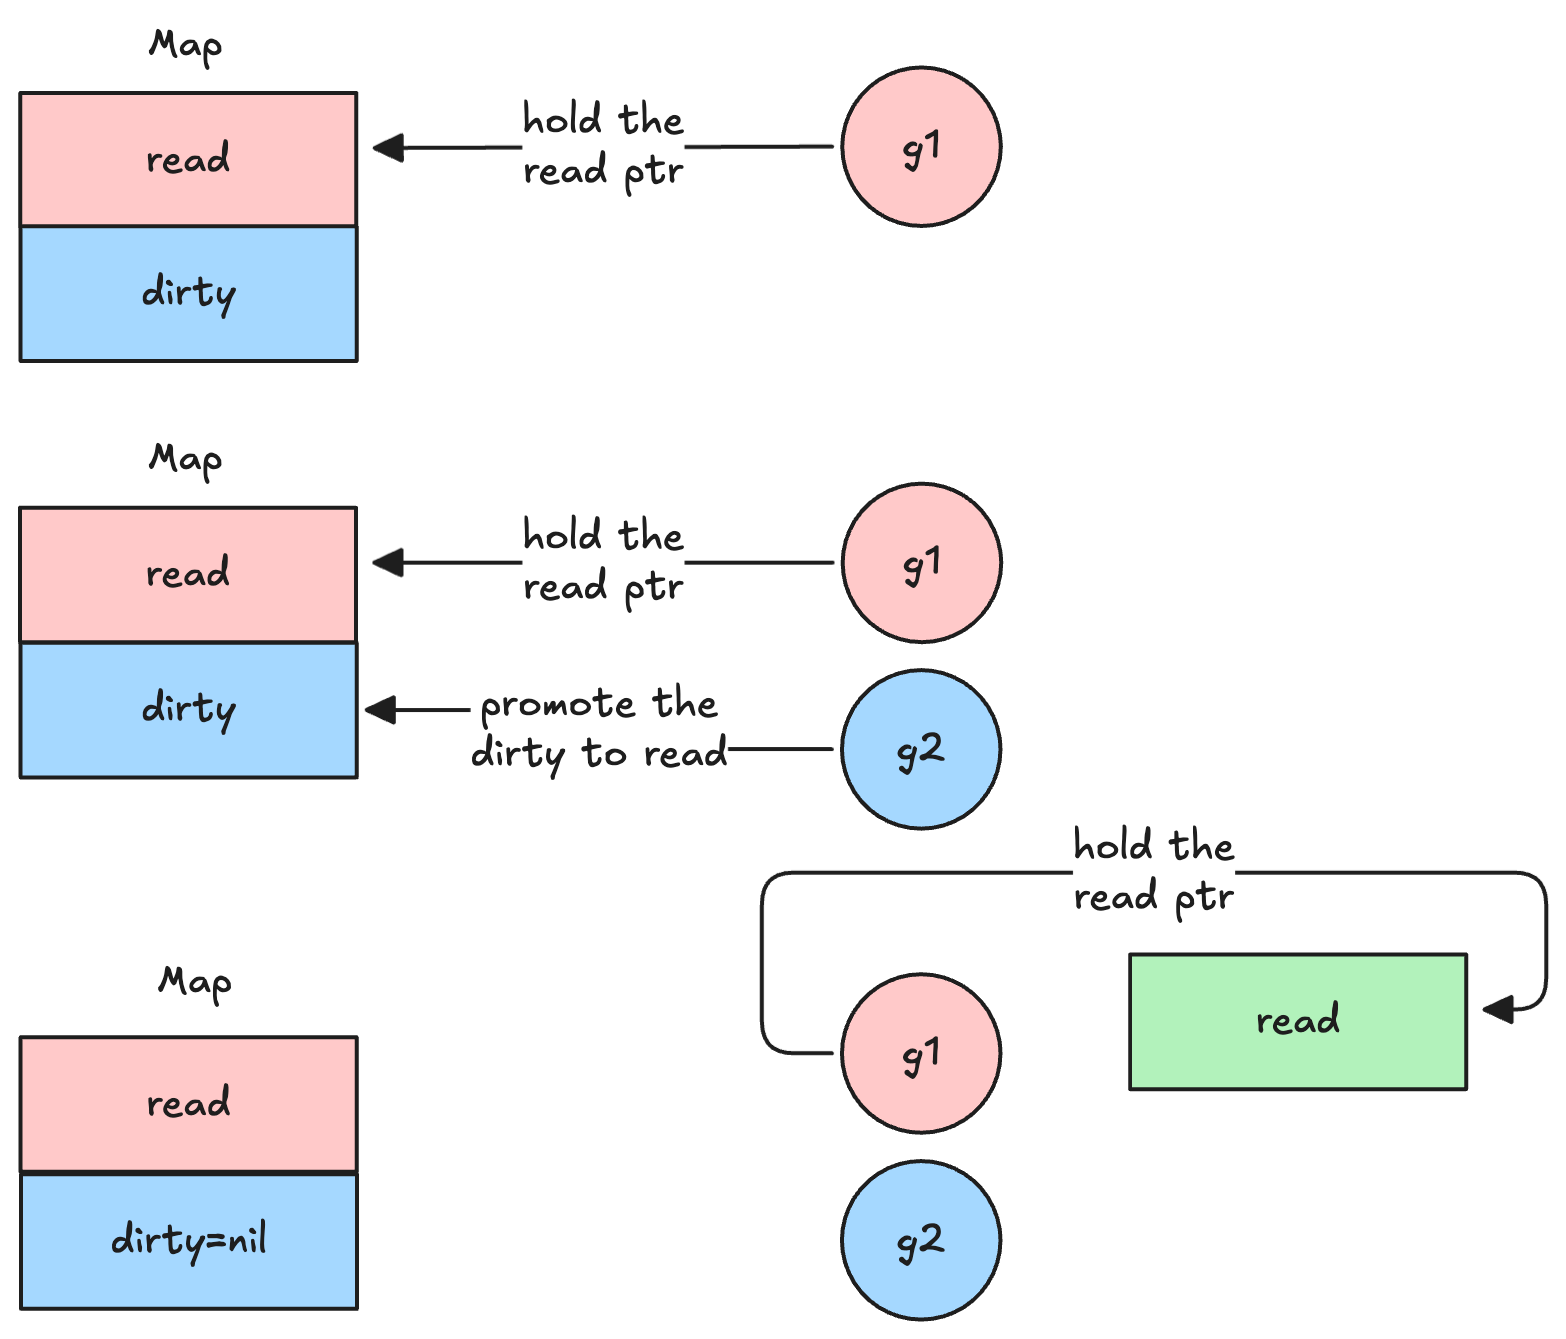 Map
read
dirty
hold the
read ptr
g1
Map
read
dirty
hold the
read ptr
g1
promote the
dirty to read
g2
hold the
read ptr
Map
read
dirty=nil
g1
read
g2